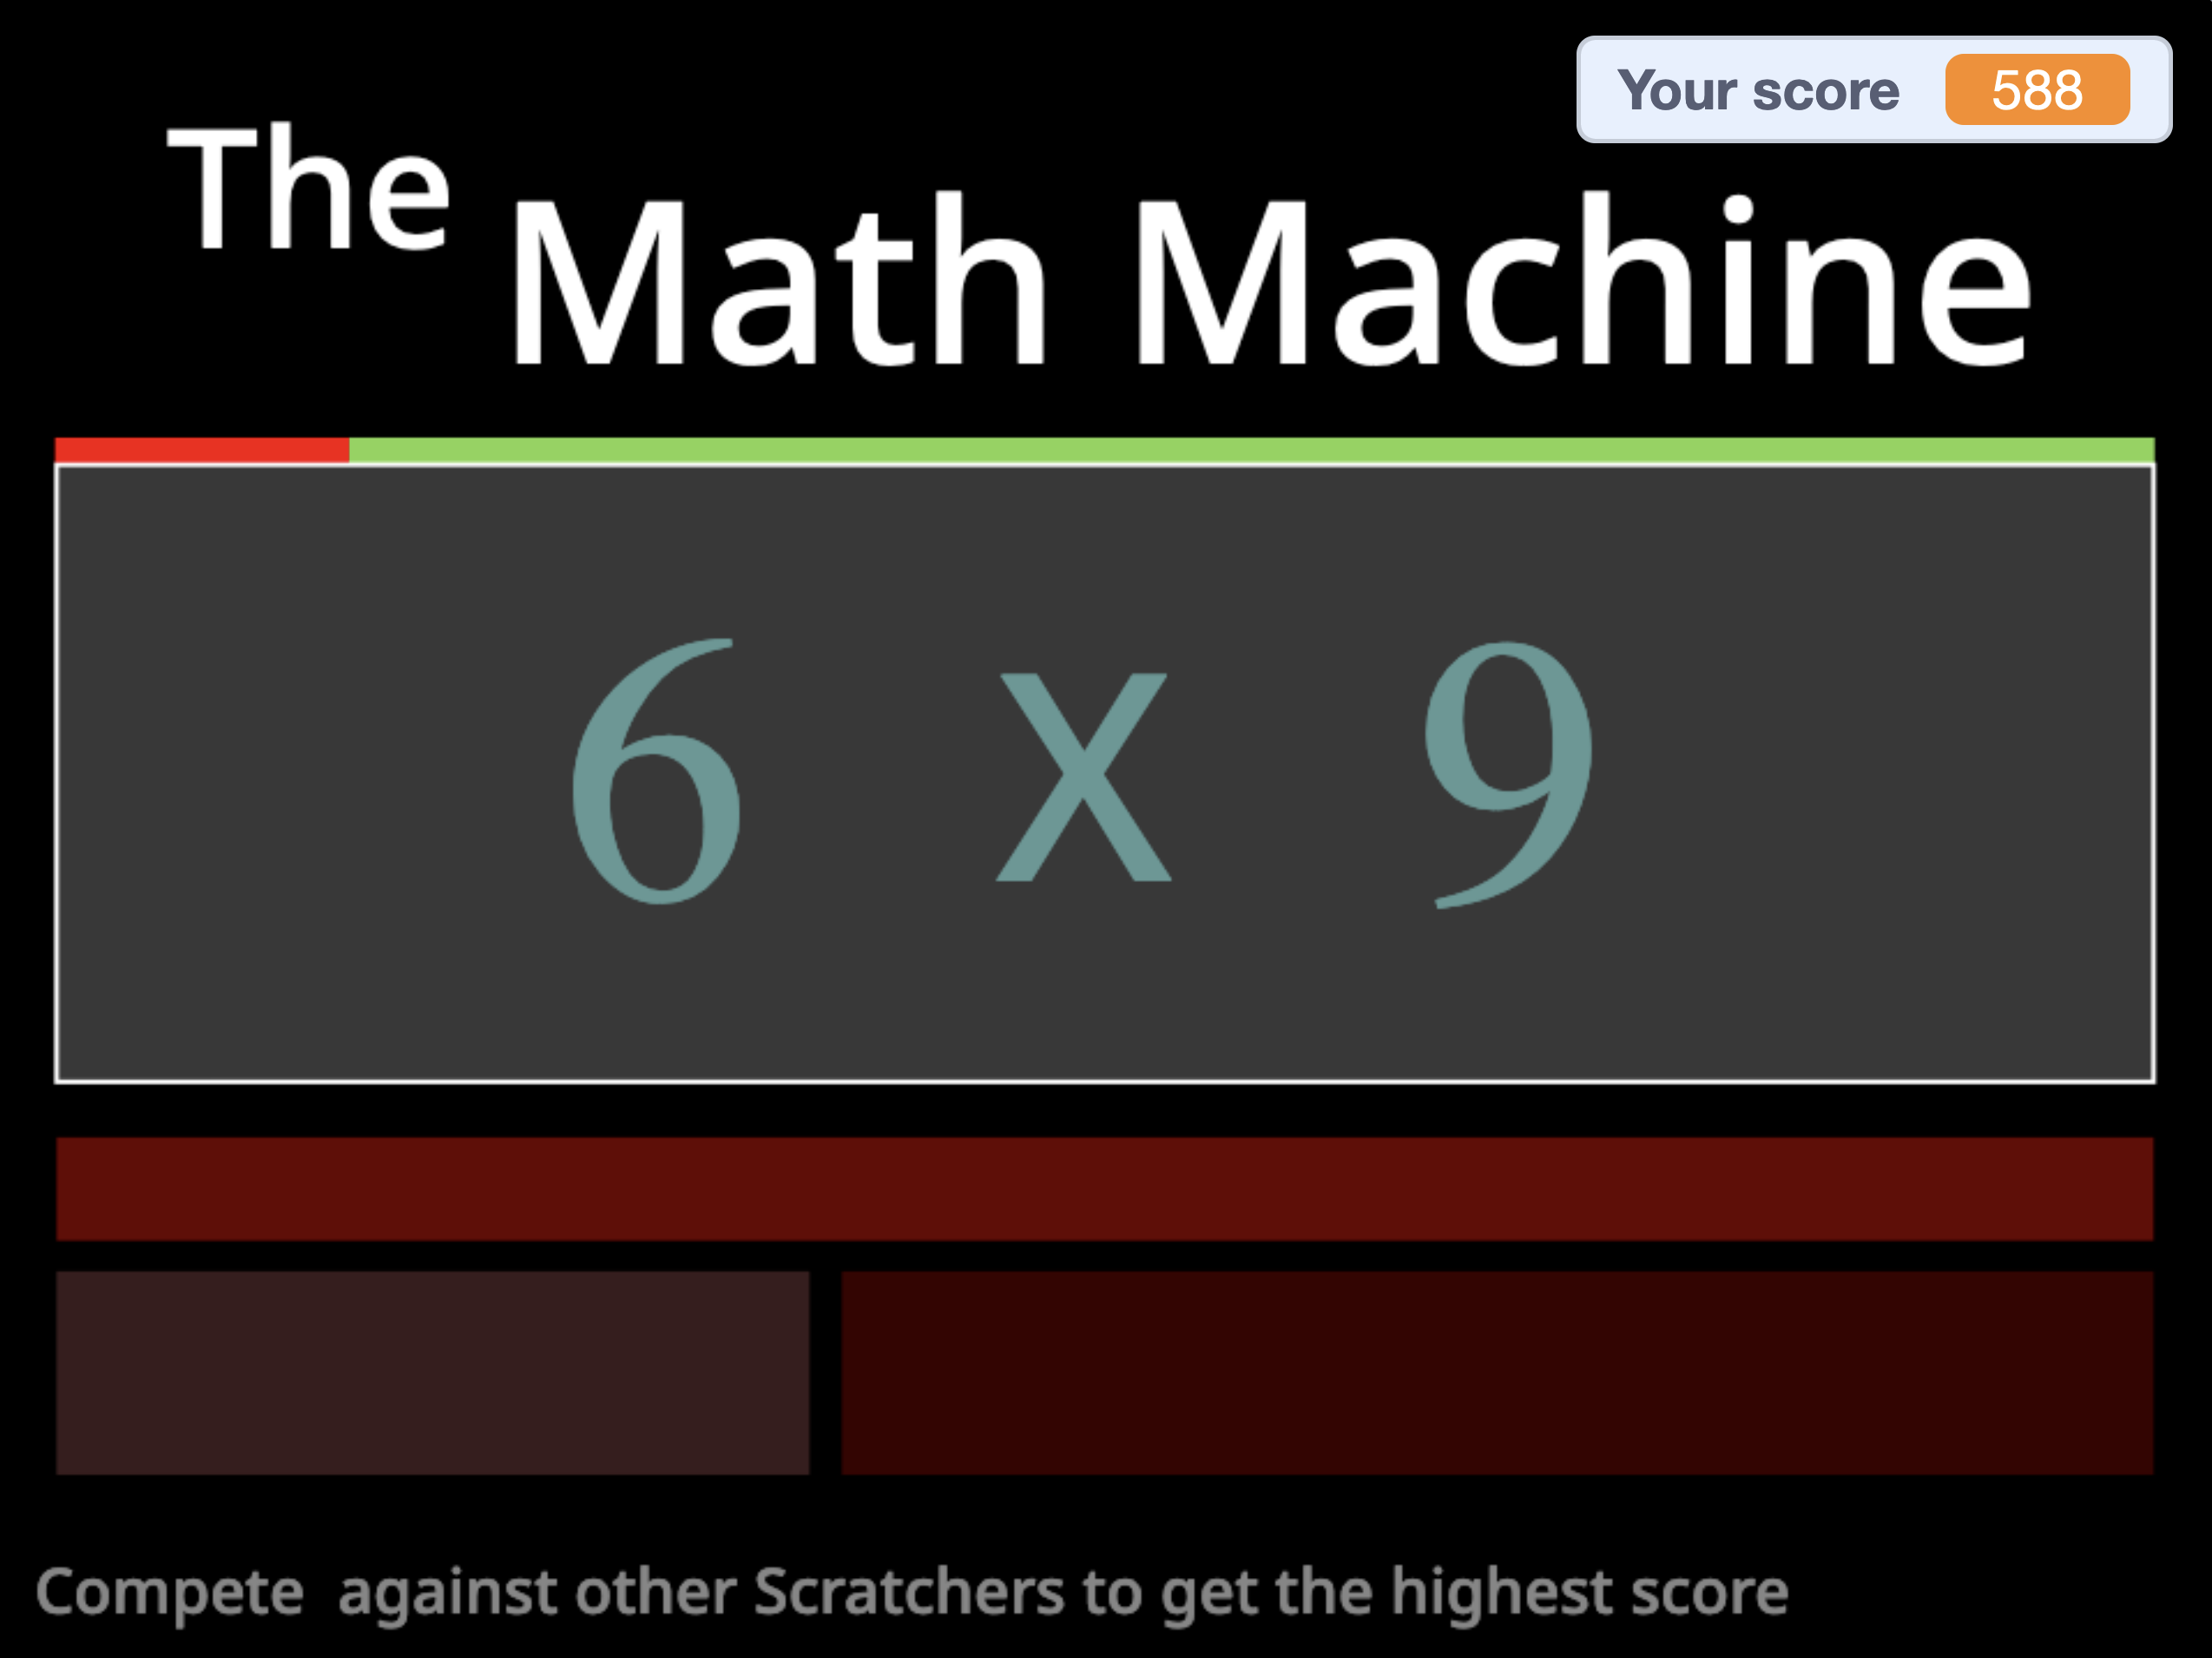 Your score 588
The Math Machine
6 x 9
Compete against other Scratchers to get the highest score